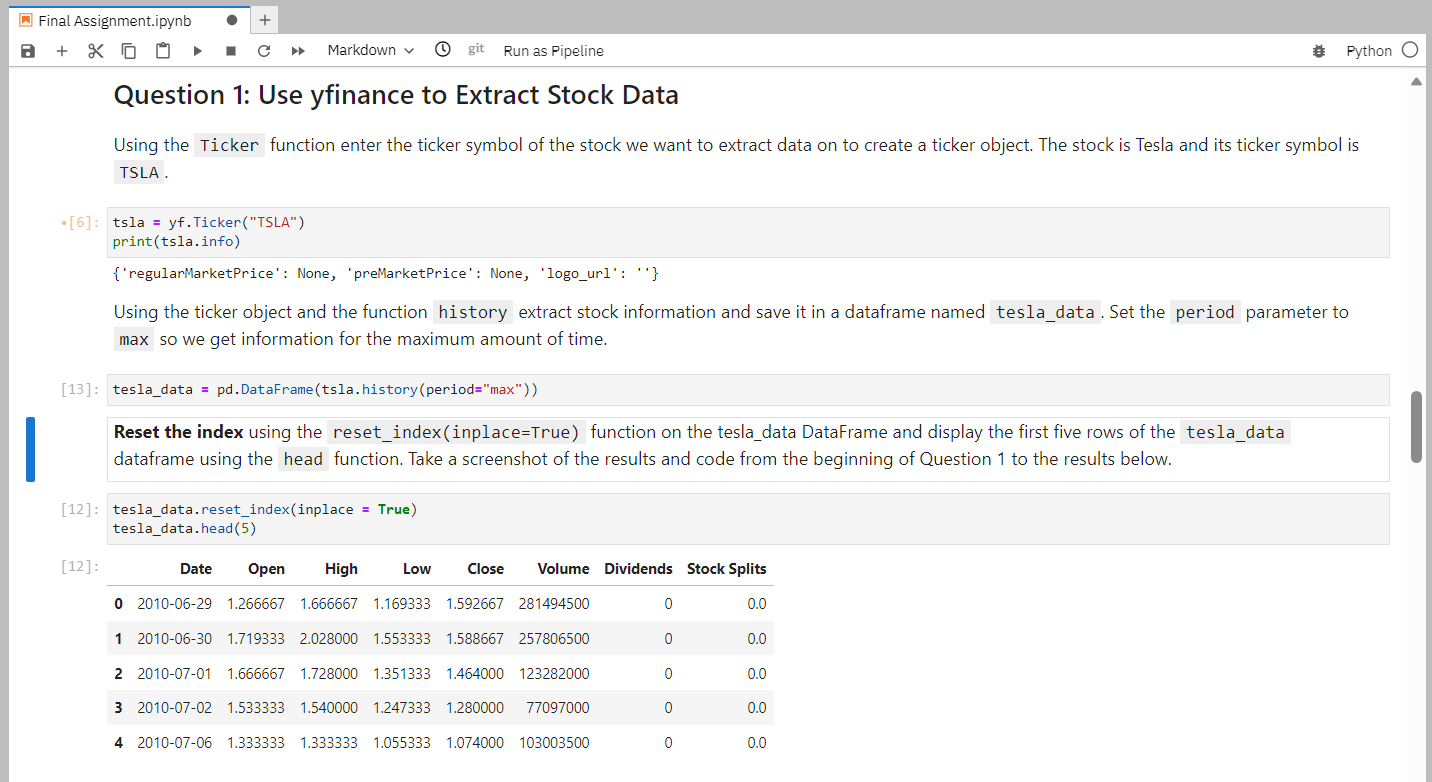 Final Assignment.ipynb
Markdown git Run as Pipeline Python
Question 1: Use yfinance to Extract Stock Data
Using the Ticker function enter the ticker symbol of the stock we want to extract data on to create a ticker object. The stock is Tesla and its ticker symbol is
TSLA.
•[6]: tsla = yf.Ticker("TSLA")
print(tsla.info)
{'regularMarketPrice': None, 'preMarketPrice': None, 'logo_url': ''}
Using the ticker object and the function history extract stock information and save it in a dataframe named tesla_data. Set the period parameter to
max so we get information for the maximum amount of time.
[13]: tesla_data = pd.DataFrame(tsla.history(period="max"))
Reset the index using the reset_index(inplace=True) function on the tesla_data DataFrame and display the first five rows of the tesla_data
dataframe using the head function. Take a screenshot of the results and code from the beginning of Question 1 to the results below.
[12]: tesla_data.reset_index(inplace = True)
tesla_data.head(5)
[12]: Date Open High Low Close Volume Dividends Stock Splits
0 2010-06-29 1.266667 1.666667 1.169333 1.592667 281494500 0 0.0
1 2010-06-30 1.719333 2.028000 1.553333 1.588667 257806500 0 0.0
2 2010-07-01 1.666667 1.728000 1.351333 1.464000 123282000 0 0.0
3 2010-07-02 1.533333 1.540000 1.247333 1.280000 77097000 0 0.0
4 2010-07-06 1.333333 1.333333 1.055333 1.074000 103003500 0 0.0